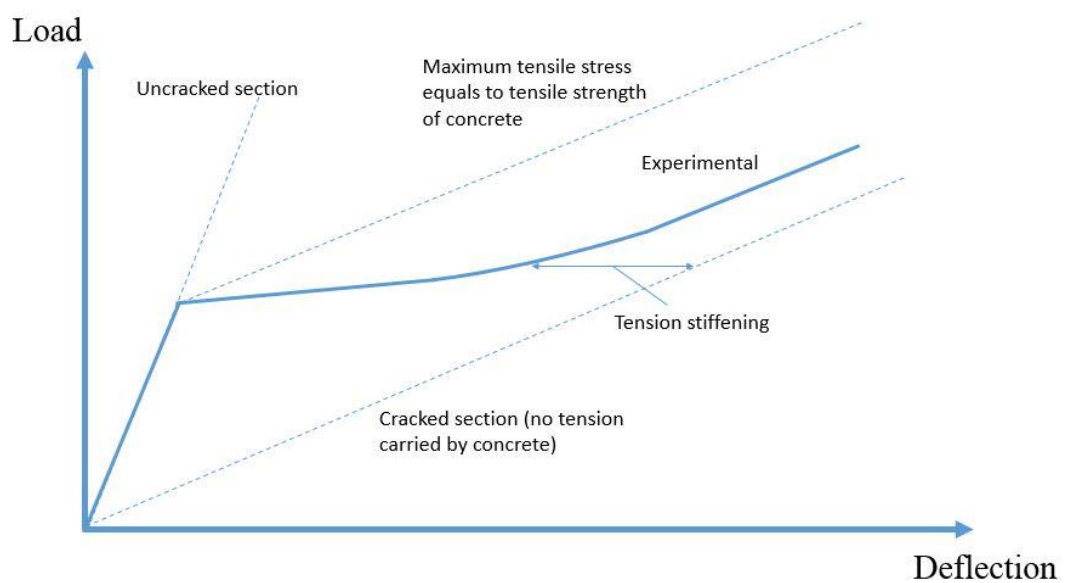 Load
Uncracked section
Maximum tensile stress
equals to tensile strength
of concrete
Experimental
Tension stiffening
Cracked section (no tension
carried by concrete)
Deflection